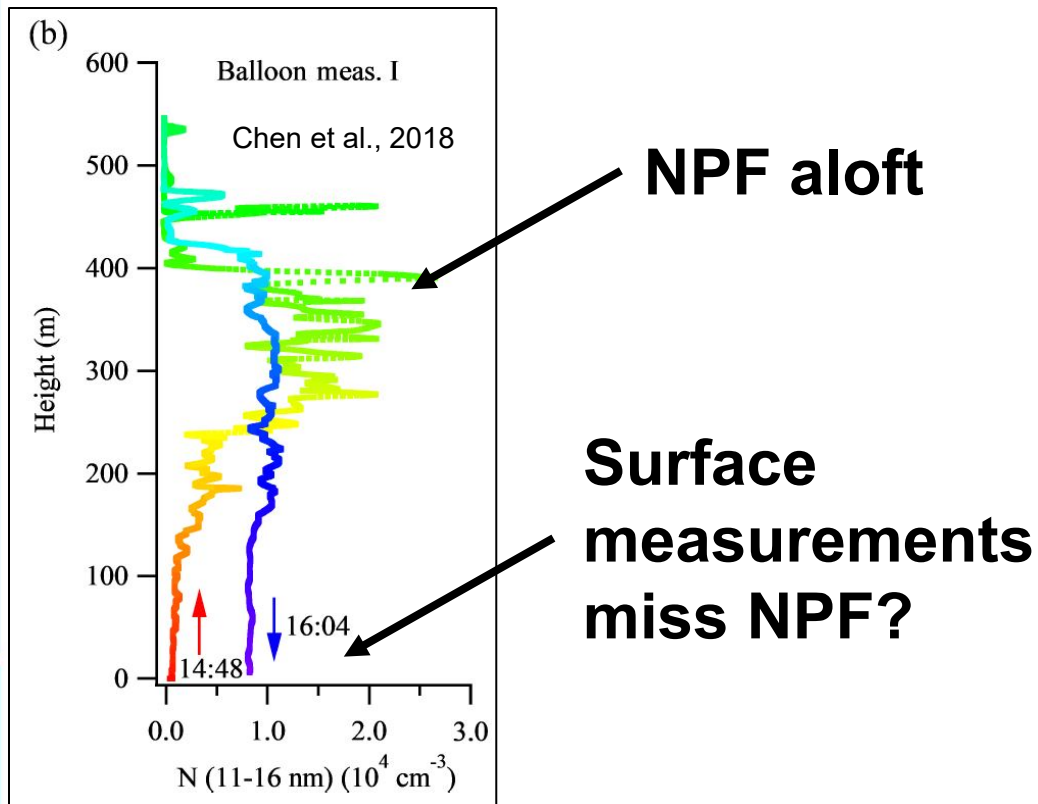 (b)
Balloon meas. I
Chen et al., 2018
NPF aloft
Surface
measurements
miss NPF?
600
500
400
300
200
100
0
Height (m)
14:48
16:04
0.0 1.0 2.0 3.0
N (11-16 nm) (10⁴ cm⁻³)